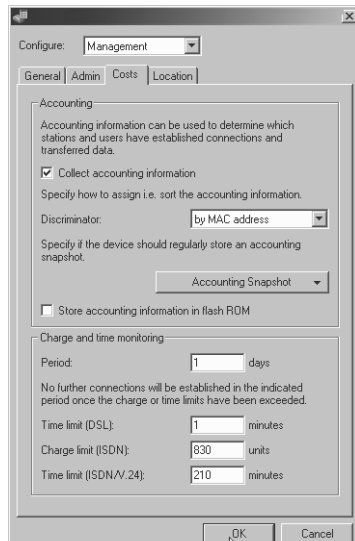 Configure: Management
General Admin Costs Location
Accounting
Accounting information can be used to determine which
stations and users have established connections and
transferred data.
Collect accounting information
Specify how to assign i.e. sort the accounting information.
Discriminator: by MAC address
Specify if the device should regularly store an accounting
snapshot.
Accounting Snapshot
Store accounting information in flash ROM
Charge and time monitoring
Period: 1 days
No further connections will be established in the indicated
period once the charge or time limits have been exceeded.
Time limit (DSL): 1 minutes
Charge limit (ISDN): 830 units
Time limit (ISDN/V.24): 210 minutes
OK Cancel